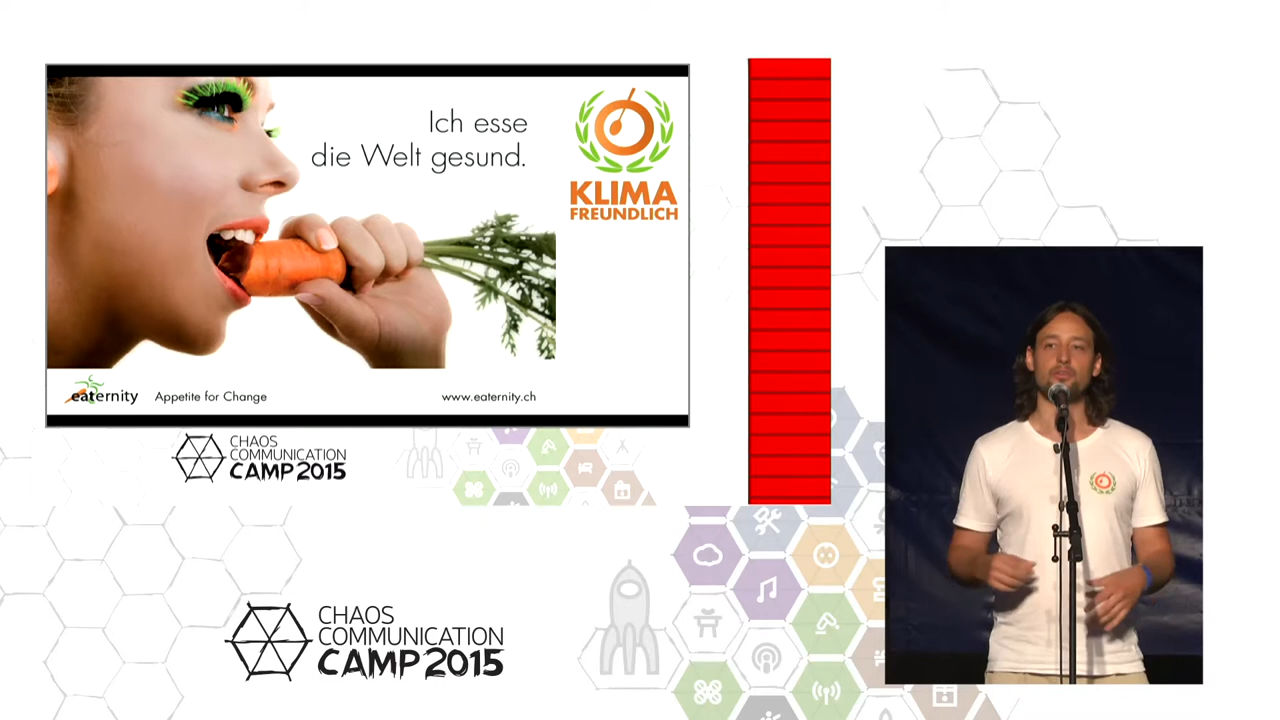 Ich esse
die Welt gesund.
KLIMA
FREUNDLICH
eaternity Appetite for Change www.eaternity.ch
CHAOS
COMMUNICATION
CAMP 2015
CHAOS
COMMUNICATION
CAMP 2015